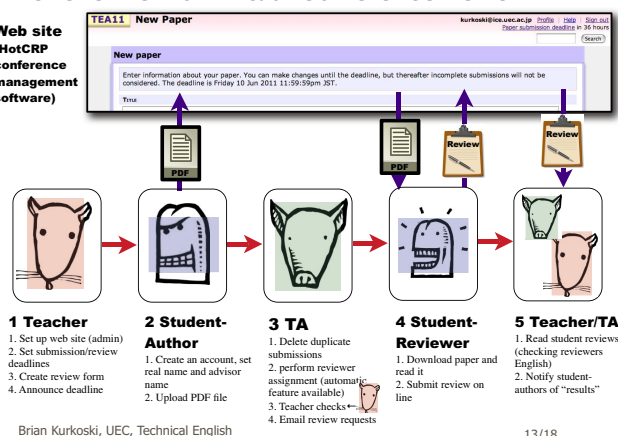 TEA11 New Paper
kurkoski@ice.uec.ac.jp Profile | Help | Sign out
Paper submission deadline in 36 hours
Search
Web site
(HotCRP
conference
management
software)
New paper
Enter information about your paper. You can make changes until the deadline, but thereafter incomplete submissions will not be
considered. The deadline is Friday 10 Jun 2011 11:59:59pm JST.
TITLE
PDF
PDF
Review
Review
1 Teacher
1. Set up web site (admin)
2. Set submission/review
deadlines
3. Create review form
4. Announce deadline
2 Student-
Author
1. Create an account, set
real name and advisor
name
2. Upload PDF file
3 TA
1. Delete duplicate
submissions
2. perform reviewer
assignment (automatic
feature available)
3. Teacher checks←
4. Email review requests
4 Student-
Reviewer
1. Download paper and
read it
2. Submit review on
line
5 Teacher/TA
1. Read student reviews
(checking reviewers
English)
2. Notify student-
authors of “results”
Brian Kurkoski, UEC, Technical English
13/18